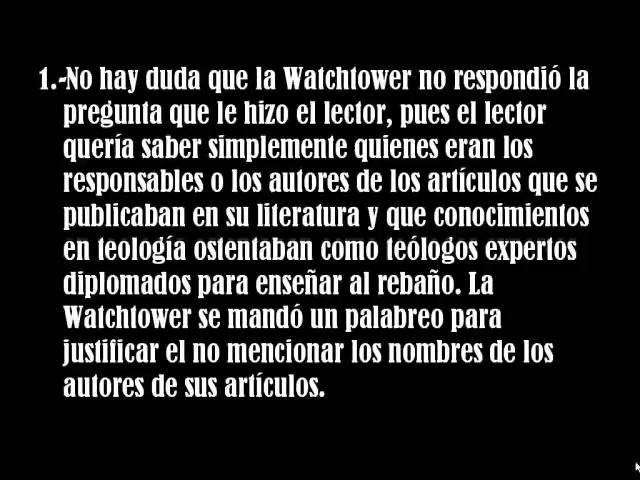 1.-No hay duda que la Watchtower no respondió la
pregunta que le hizo el lector, pues el lector
quería saber simplemente quienes eran los
responsables o los autores de los artículos que se
publicaban en su literatura y que conocimientos
en teología ostentaban como teólogos expertos
diplomados para enseñar al rebaño. La
Watchtower se mandó un palabreo para
justificar el no mencionar los nombres de los
autores de sus artículos.